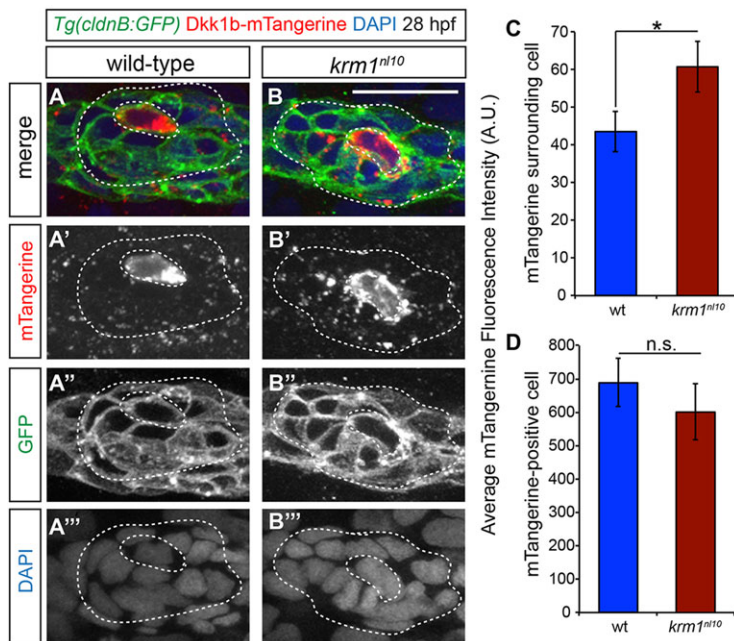 Tg(cldnB:GFP) Dkk1b-mTangerine DAPI 28 hpf
wild-type
krm1nl10
merge
A
B
mTangerine
A'
B'
GFP
A''
B''
DAPI
A'''
B'''
Average mTangernine Fluorescence Intensity (A.U.)
C
mTangerine surrounding cell
80
70
60
50
40
30
20
10
0
*
wt
krm1nl10
D
mTangerine-positive cell
800
700
600
500
400
300
200
100
0
n.s.
wt
krm1nl10